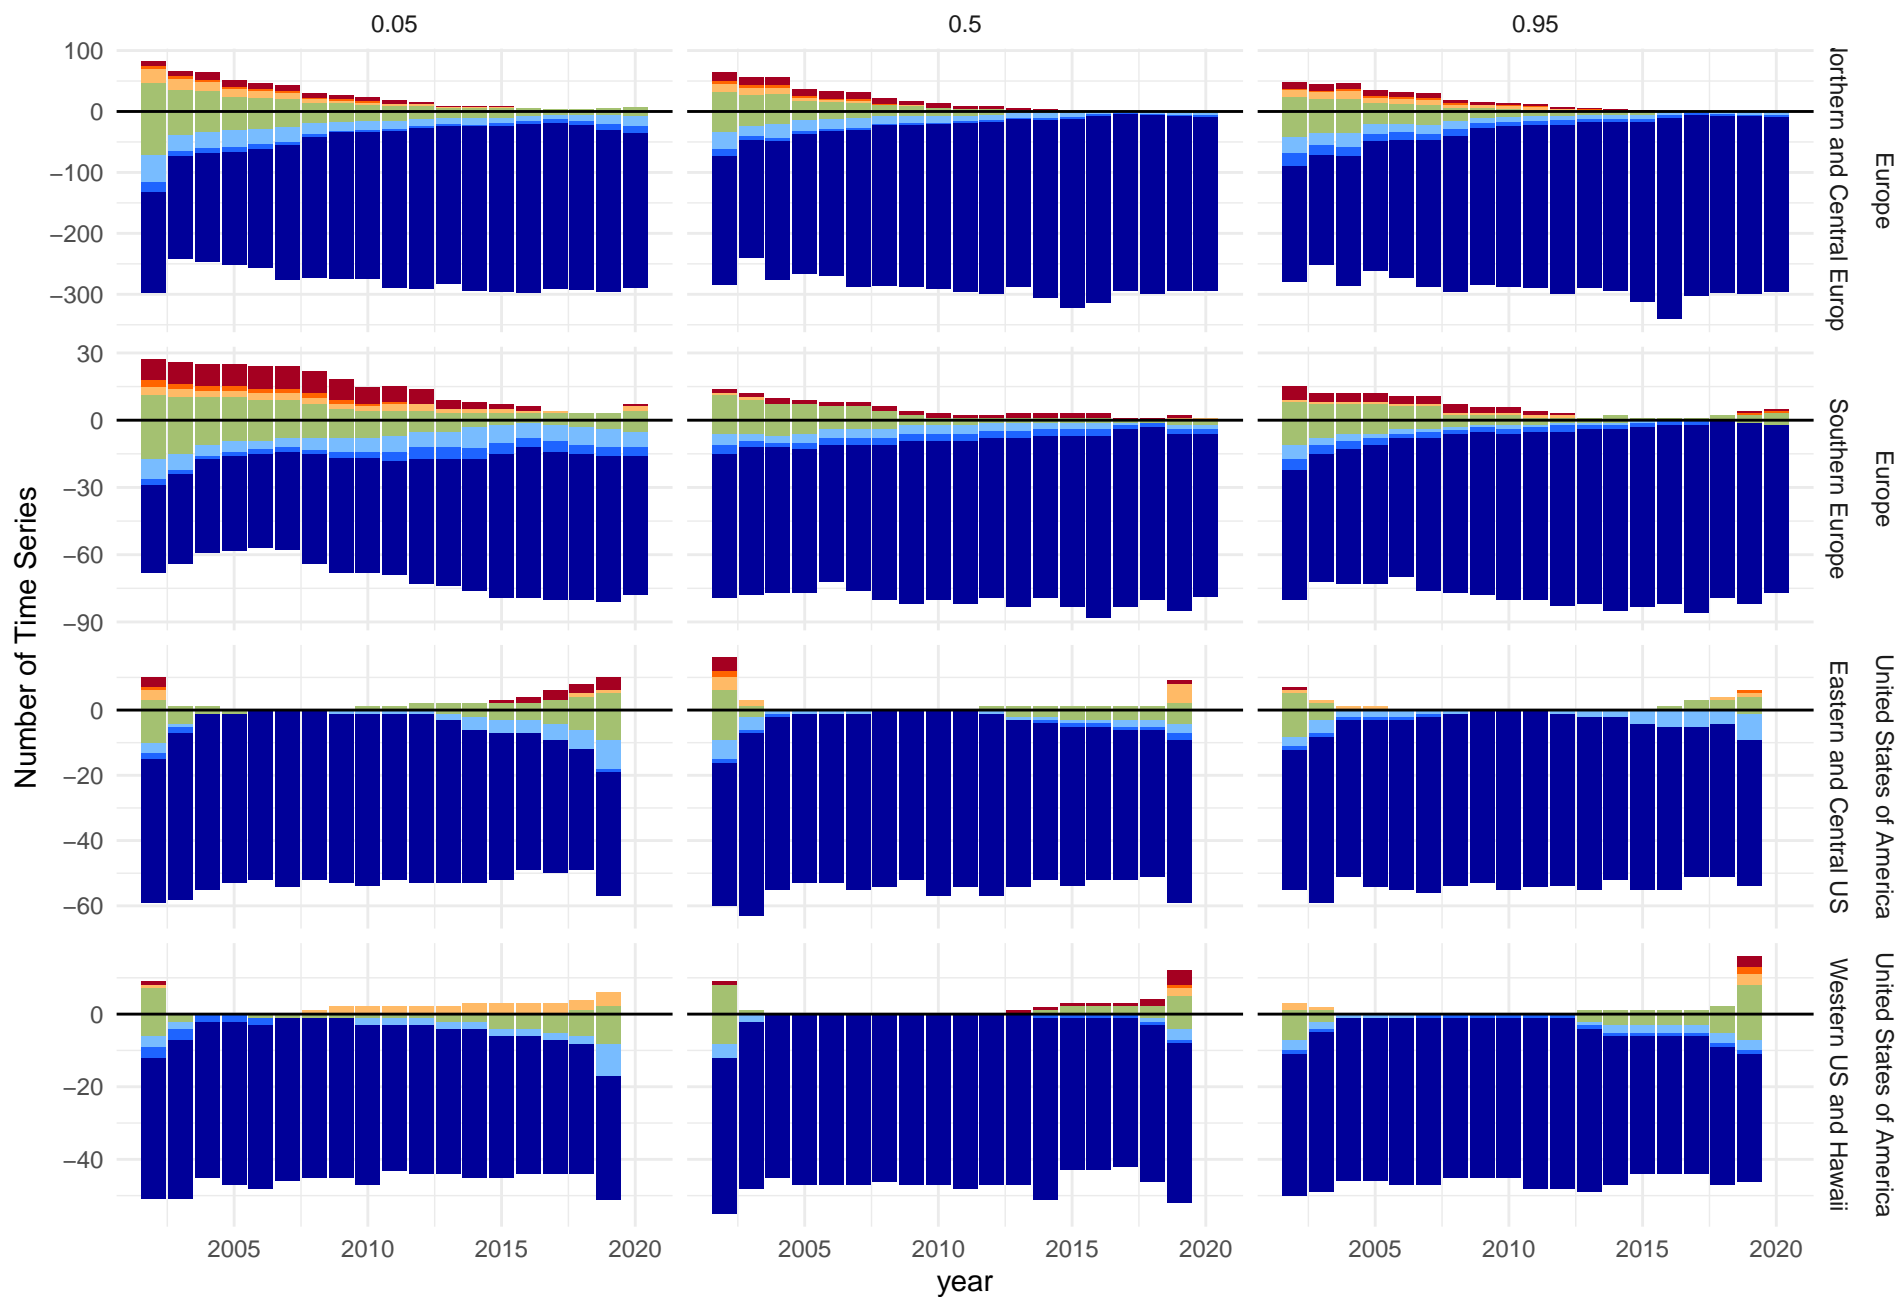 0.05 0.5 0.95
100
0
−100
−200
−300
Northern and Central Europ
Europe
30
0
−30
−60
−90
Southern Europe
Europe
Number of Time Series
0
−20
−40
−60
Eastern and Central US
United States of America
0
−20
−40
Western US and Hawaii
United States of America
2005 2010 2015 2020 2005 2010 2015 2020 2005 2010 2015 2020
year